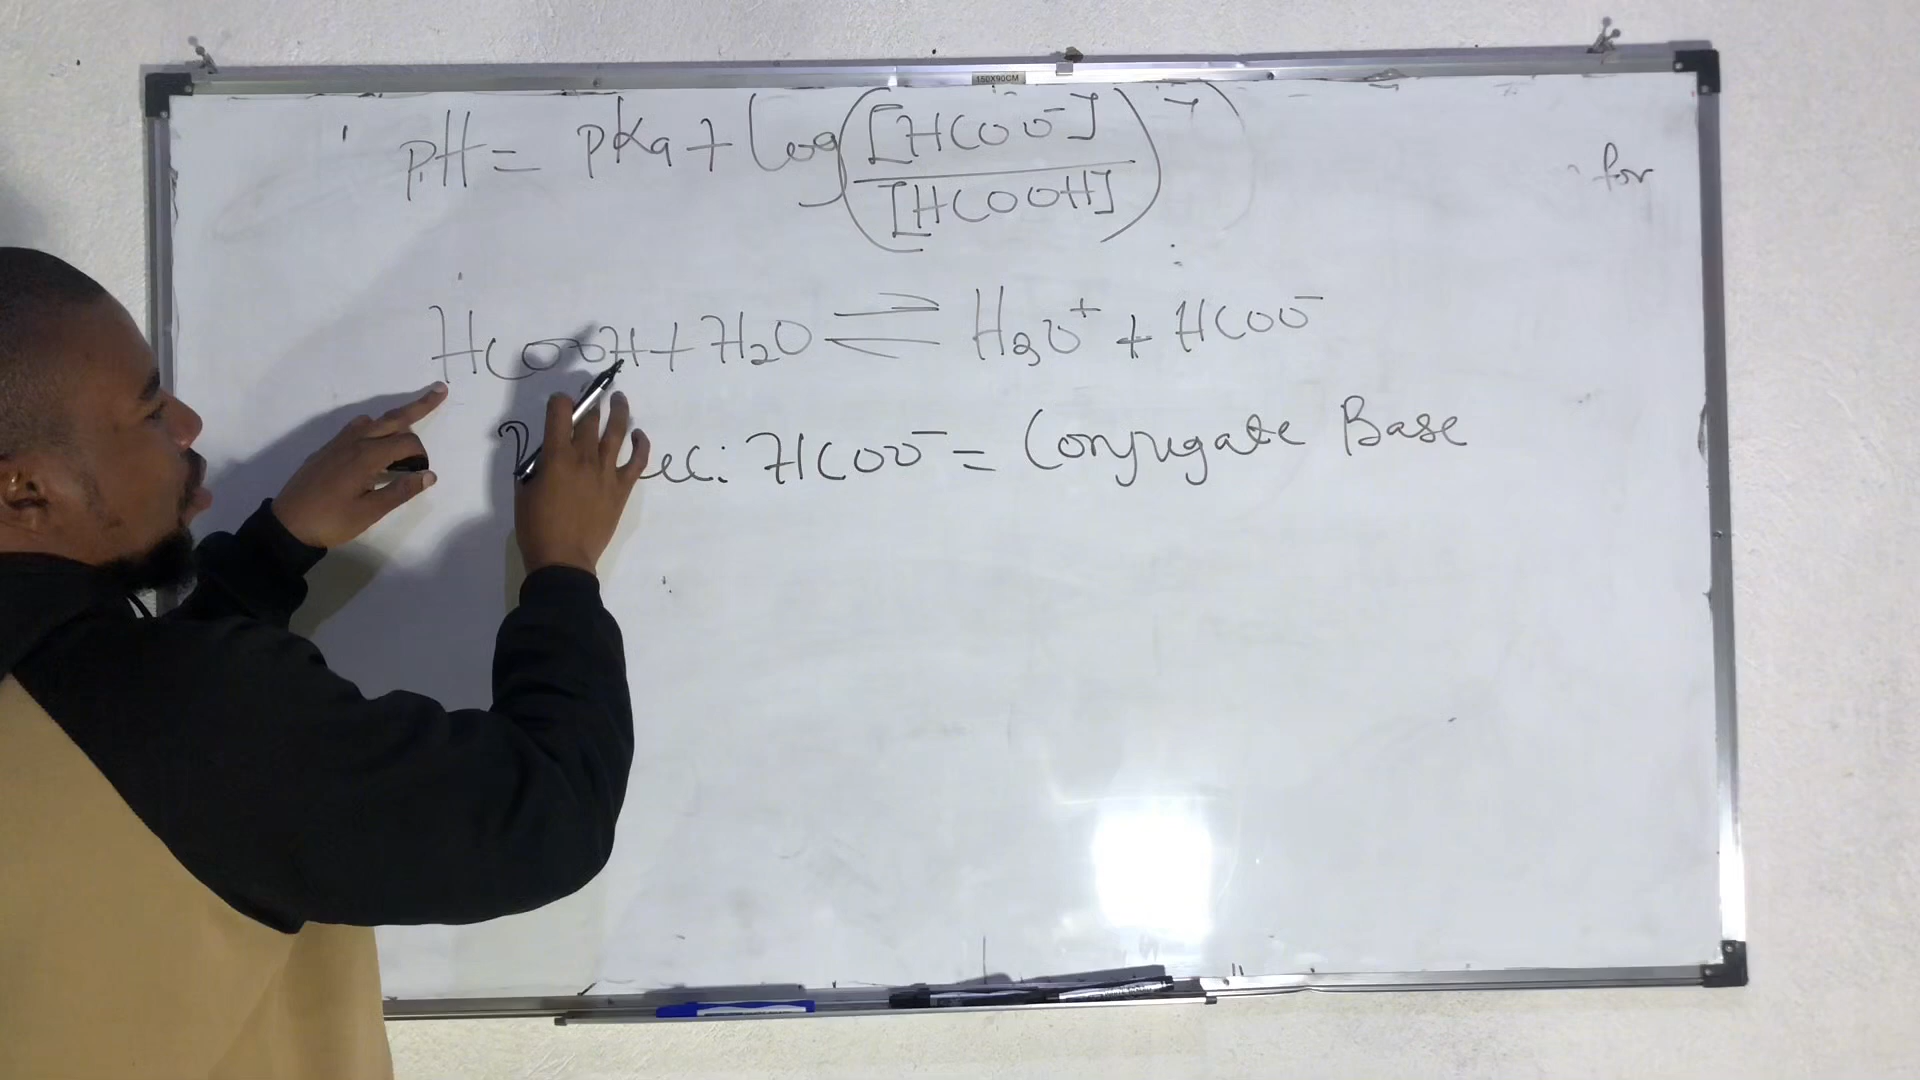 150X90CM
pH = pKa + log([HCOO⁻]/[HCOOH])
for
HCOOH + H₂O ⇌ H₃O⁺ + HCOO⁻
HCOO⁻ = Conjugate Base